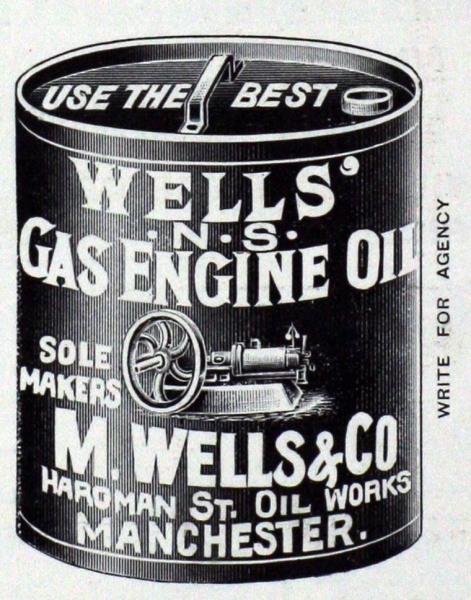 USE THE BEST
WELLS'
·N·S·
GAS ENGINE OIL
SOLE
MAKERS
M. WELLS & CO
HARDMAN ST. OIL WORKS
MANCHESTER.
WRITE FOR AGENCY